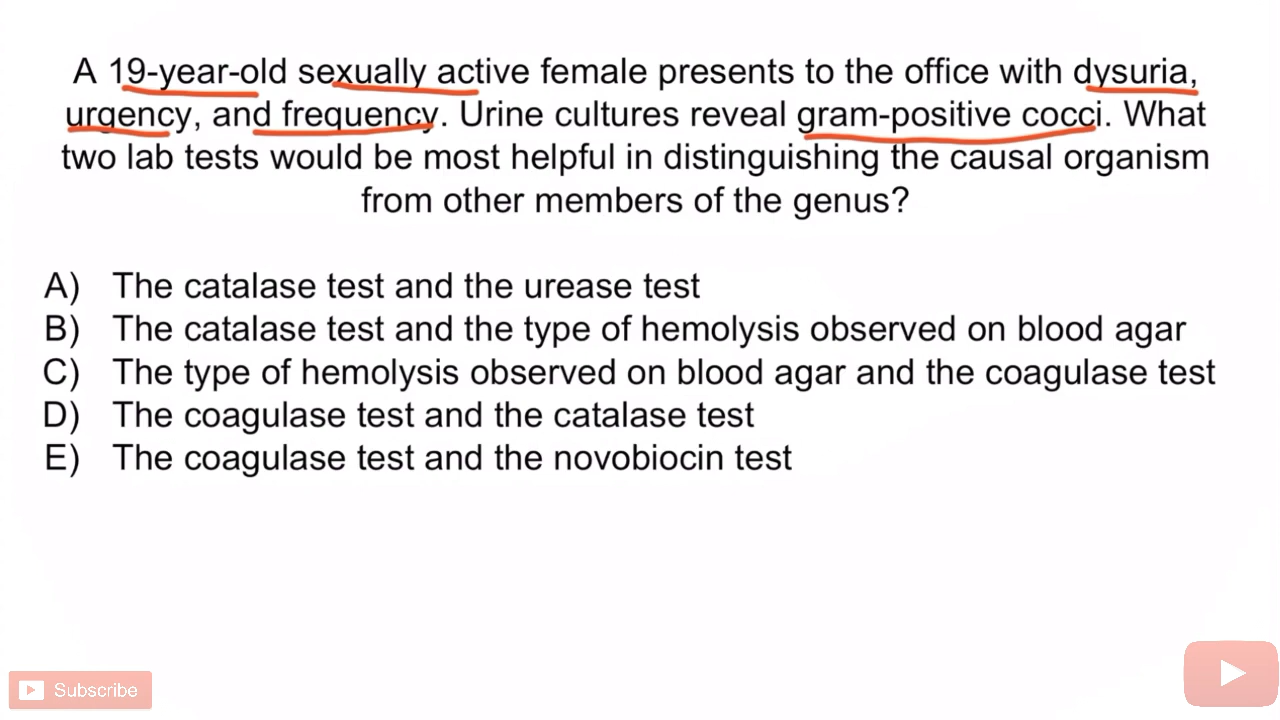 A 19-year-old sexually active female presents to the office with dysuria,
urgency, and frequency. Urine cultures reveal gram-positive cocci. What
two lab tests would be most helpful in distinguishing the causal organism
from other members of the genus?
A) The catalase test and the urease test
B) The catalase test and the type of hemolysis observed on blood agar
C) The type of hemolysis observed on blood agar and the coagulase test
D) The coagulase test and the catalase test
E) The coagulase test and the novobiocin test
Subscribe